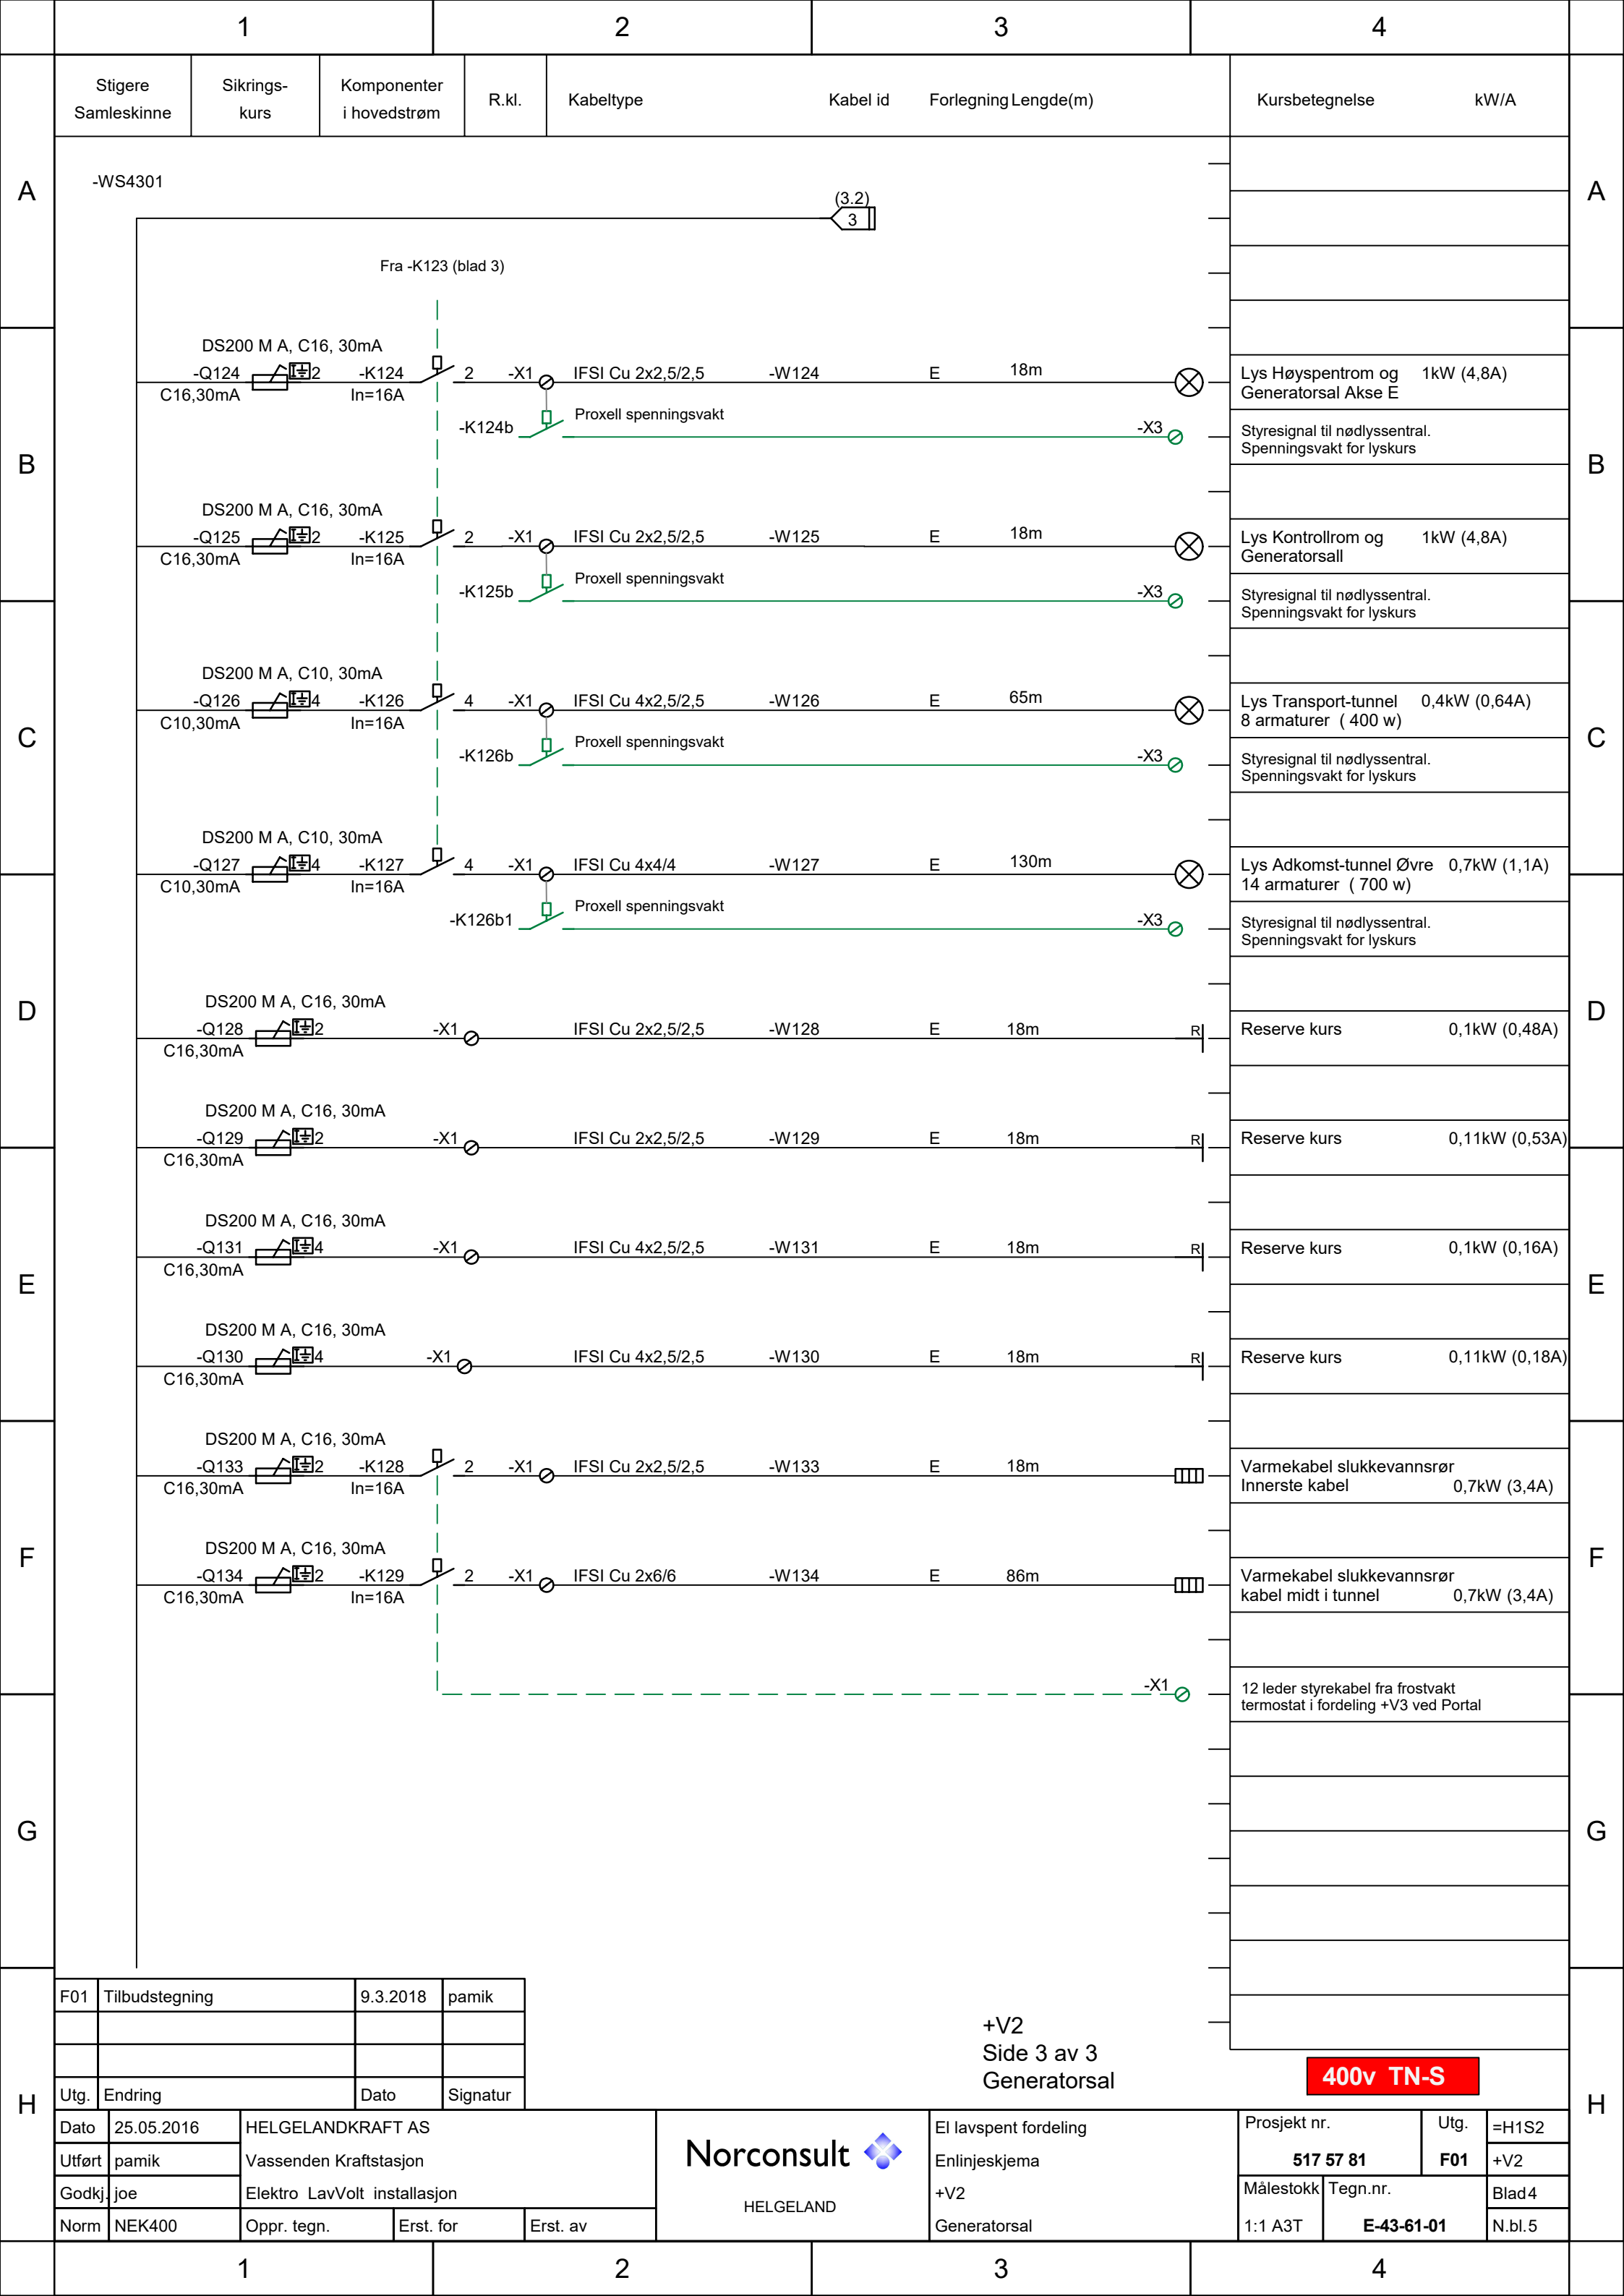 1 2 3 4
Stigere Samleskinne
Sikrings- kurs
Komponenter i hovedstrøm
R.kl. Kabeltype Kabel id Forlegning Lengde(m) Kursbetegnelse kW/A
A A
-WS4301
(3.2)
3
Fra -K123 (blad 3)
DS200 M A, C16, 30mA
-Q124 2 -K124 2 -X1 IFSI Cu 2x2,5/2,5 -W124 E 18m Lys Høyspentrom og 1kW (4,8A)
C16,30mA In=16A Generatorsal Akse E
-K124b Proxell spenningsvakt -X3 Styresignal til nødlyssentral.
Spenningsvakt for lyskurs
B B
DS200 M A, C16, 30mA
-Q125 2 -K125 2 -X1 IFSI Cu 2x2,5/2,5 -W125 E 18m Lys Kontrollrom og 1kW (4,8A)
C16,30mA In=16A Generatorsall
-K125b Proxell spenningsvakt -X3 Styresignal til nødlyssentral.
Spenningsvakt for lyskurs
DS200 M A, C10, 30mA
-Q126 4 -K126 4 -X1 IFSI Cu 4x2,5/2,5 -W126 E 65m Lys Transport-tunnel 0,4kW (0,64A)
C10,30mA In=16A 8 armaturer ( 400 w)
C C
-K126b Proxell spenningsvakt -X3 Styresignal til nødlyssentral.
Spenningsvakt for lyskurs
DS200 M A, C10, 30mA
-Q127 4 -K127 4 -X1 IFSI Cu 4x4/4 -W127 E 130m Lys Adkomst-tunnel Øvre 0,7kW (1,1A)
C10,30mA In=16A 14 armaturer ( 700 w)
-K126b1 Proxell spenningsvakt -X3 Styresignal til nødlyssentral.
Spenningsvakt for lyskurs
DS200 M A, C16, 30mA
D D
-Q128 2 -X1 IFSI Cu 2x2,5/2,5 -W128 E 18m R Reserve kurs 0,1kW (0,48A)
C16,30mA
DS200 M A, C16, 30mA
-Q129 2 -X1 IFSI Cu 2x2,5/2,5 -W129 E 18m R Reserve kurs 0,11kW (0,53A)
C16,30mA
DS200 M A, C16, 30mA
-Q131 4 -X1 IFSI Cu 4x2,5/2,5 -W131 E 18m R Reserve kurs 0,1kW (0,16A)
C16,30mA
E E
DS200 M A, C16, 30mA
-Q130 4 -X1 IFSI Cu 4x2,5/2,5 -W130 E 18m R Reserve kurs 0,11kW (0,18A)
C16,30mA
DS200 M A, C16, 30mA
-Q133 2 -K128 2 -X1 IFSI Cu 2x2,5/2,5 -W133 E 18m Varmekabel slukkevannsrør
C16,30mA In=16A Innerste kabel 0,7kW (3,4A)
DS200 M A, C16, 30mA
F F
-Q134 2 -K129 2 -X1 IFSI Cu 2x6/6 -W134 E 86m Varmekabel slukkevannsrør
C16,30mA In=16A kabel midt i tunnel 0,7kW (3,4A)
-X1 12 leder styrekabel fra frostvakt
termostat i fordeling +V3 ved Portal
G G
F01 Tilbudstegning 9.3.2018 pamik
Utg. Endring Dato Signatur
+V2
Side 3 av 3
Generatorsal
400v TN-S
H H
Dato 25.05.2016
Utført pamik
Godkj. joe
Norm NEK400
HELGELANDKRAFT AS
Vassenden Kraftstasjon
Elektro LavVolt installasjon
Oppr. tegn. Erst. for Erst. av
Norconsult
HELGELAND
El lavspent fordeling
Enlinjeskjema
+V2
Generatorsal
Prosjekt nr. Utg. =H1S2
517 57 81 F01 +V2
Målestokk Tegn.nr. Blad 4
1:1 A3T E-43-61-01 N.bl. 5
1 2 3 4